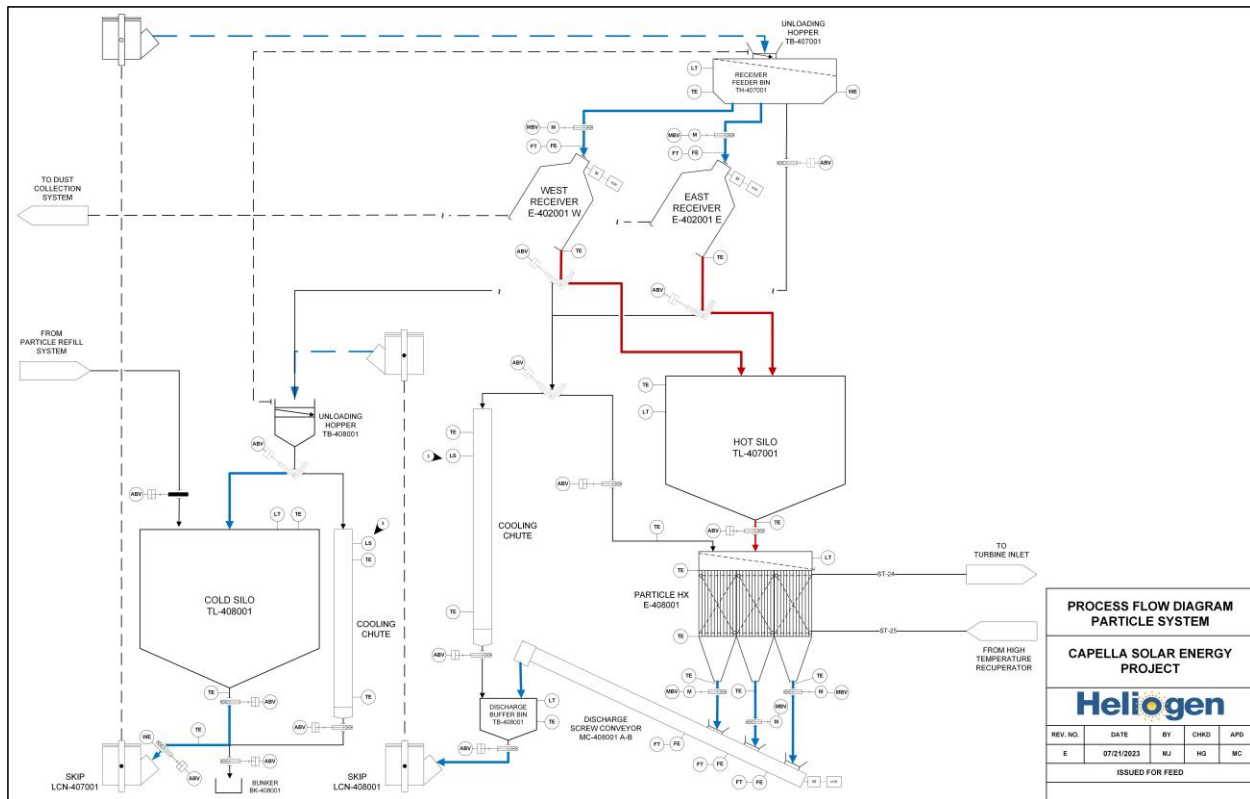 UNLOADING
HOPPER
TB-407001
LT
RECEIVER
FEEDER BIN
TH-407001
TE
WE
MBV
M
MBV
M
FT
FE
FT
FE
ABV
TO DUST
COLLECTION
SYSTEM
WEST
RECEIVER
E-402001 W
M
EAST
RECEIVER
E-402001 E
M
TE
TE
ABV
ABV
FROM
PARTICLE REFILL
SYSTEM
ABV
TE
LT
UNLOADING
HOPPER
TB-408001
TE
LS
HOT SILO
TL-407001
ABV
ABV
ABV
LT
TE
LS
TE
COOLING
CHUTE
TE
ABV
TE
LT
TO
TURBINE INLET
TE
ST-24
COLD SILO
TL-408001
COOLING
CHUTE
PARTICLE HX
E-408001
TE
TE
ST-25
FROM HIGH
TEMPERATURE
RECUPERATOR
ABV
TE
ABV
TE
ABV
TE
WE
ABV
SKIP
LCN-407001
BUNKER
BK-408001
DISCHARGE
BUFFER BIN
TB-408001
LT
TE
ABV
SKIP
LCN-408001
DISCHARGE
SCREW CONVEYOR
MC-408001 A-B
TE
MBV
M
TE
MBV
M
TE
M
MBV
FT
FE
FT
FE
FT
FE
M
PROCESS FLOW DIAGRAM
PARTICLE SYSTEM
CAPELLA SOLAR ENERGY
PROJECT
Heliogen
REV. NO. DATE BY CHKD APD
E 07/21/2023 MJ HG MC
ISSUED FOR FEED